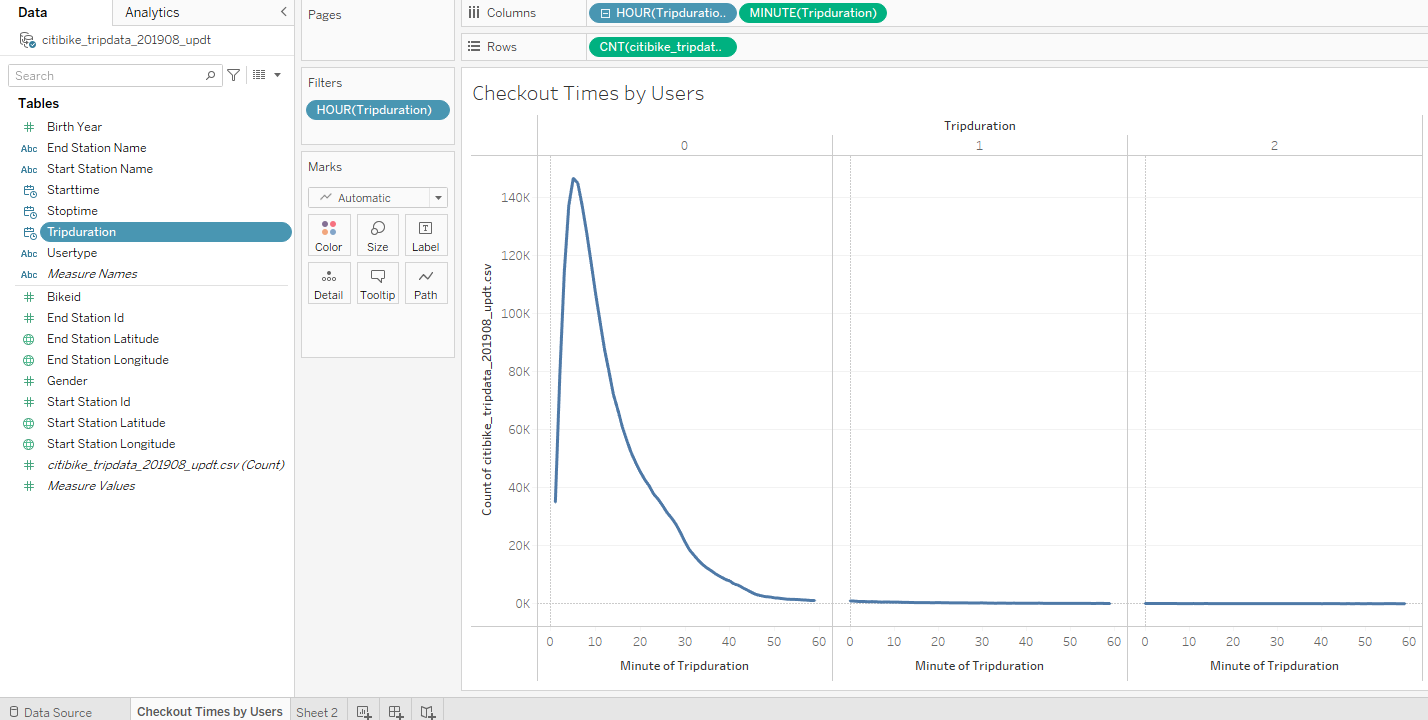 Data
Analytics
citibike_tripdata_201908_updt
Search
Tables
Birth Year
Abc End Station Name
Abc Start Station Name
Starttime
Stoptime
Tripduration
Abc Usertype
Abc Measure Names
Bikeid
End Station Id
End Station Latitude
End Station Longitude
Gender
Start Station Id
Start Station Latitude
Start Station Longitude
citibike_tripdata_201908_updt.csv (Count)
Measure Values
Pages
Filters
HOUR(Tripduration)
Marks
Automatic
Color Size Label
Detail Tooltip Path
Columns
HOUR(Tripduratio.. MINUTE(Tripduration)
Rows
CNT(citibike_tripdat..
Checkout Times by Users
Tripduration
0 1 2
Count of citibike_tripdata_201908_updt.csv
140K
120K
100K
80K
60K
40K
20K
0K
0 10 20 30 40 50 60 0 10 20 30 40 50 60 0 10 20 30 40 50 60
Minute of Tripduration Minute of Tripduration Minute of Tripduration
Data Source
Checkout Times by Users
Sheet 2